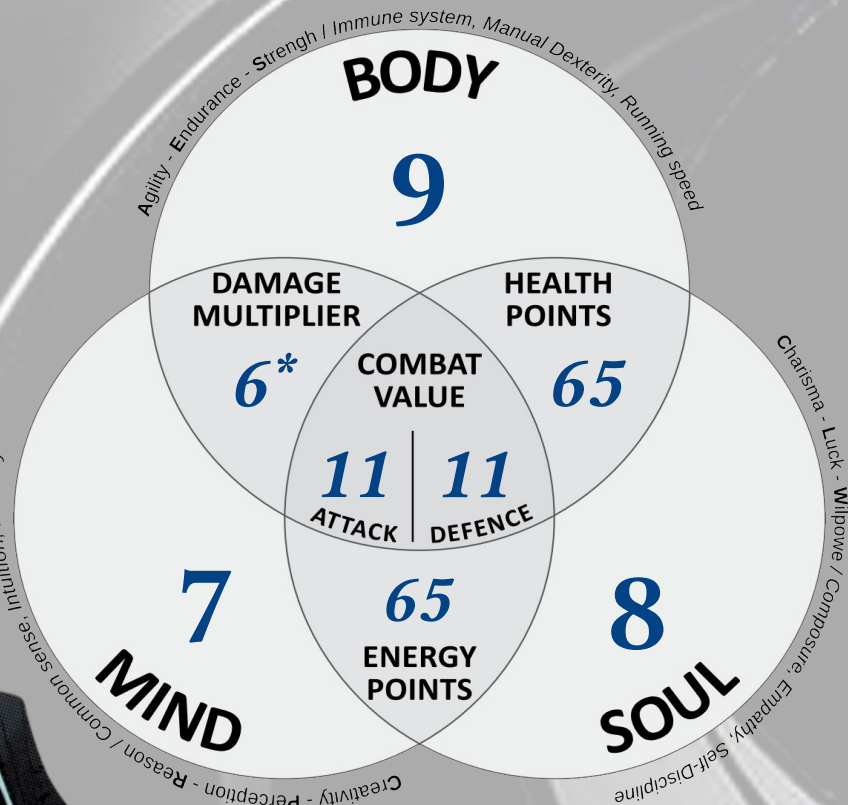 Agility - Endurance - Strengh / Immune system, Manual Dexterity, Running speed
BODY
9
DAMAGE
MULTIPLIER
6*
HEALTH
POINTS
65
COMBAT
VALUE
11
11
ATTACK
DEFENCE
65
ENERGY
POINTS
7
MIND
8
SOUL
Charisma - Luck - Wilpowe / Composure, Empathy, Self-Discipline
Creativity - Perception - Reason / Common sense, Intuition,